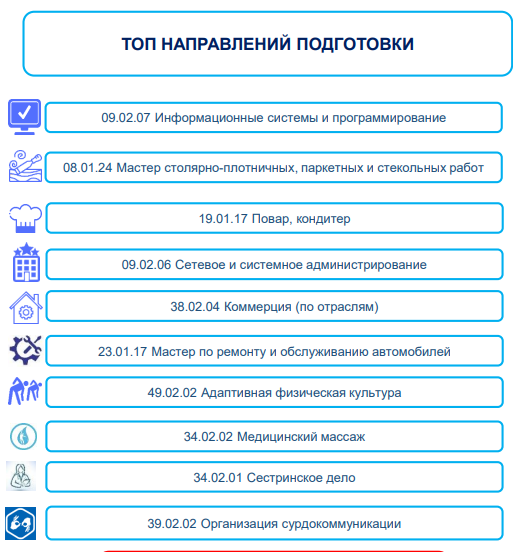 ТОП НАПРАВЛЕНИЙ ПОДГОТОВКИ
09.02.07 Информационные системы и программирование
08.01.24 Мастер столярно-плотничных, паркетных и стекольных работ
19.01.17 Повар, кондитер
09.02.06 Сетевое и системное администрирование
38.02.04 Коммерция (по отраслям)
23.01.17 Мастер по ремонту и обслуживанию автомобилей
49.02.02 Адаптивная физическая культура
34.02.02 Медицинский массаж
34.02.01 Сестринское дело
39.02.02 Организация сурдокоммуникации